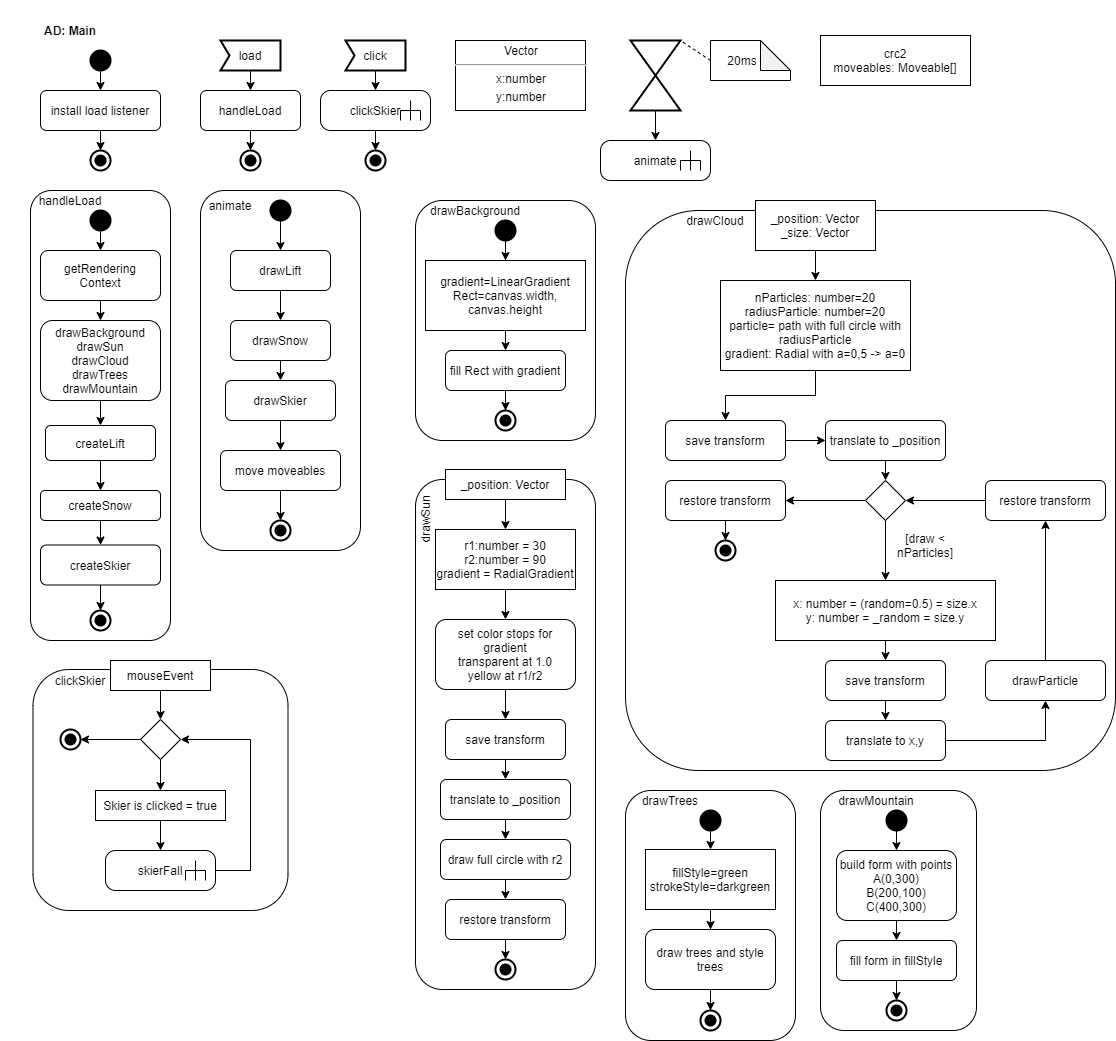 AD: Main
install load listener
load
handleLoad
click
clickSkier
Vector
x:number
y:number
20ms
animate
crc2
moveables: Moveable[]
handleLoad
getRendering
Context
drawBackground
drawSun
drawCloud
drawTrees
drawMountain
createLift
createSnow
createSkier
animate
drawLift
drawSnow
drawSkier
move moveables
drawBackground
gradient=LinearGradient
Rect=canvas.width,
canvas.height
fill Rect with gradient
drawSun
_position: Vector
r1:number = 30
r2:number = 90
gradient = RadialGradient
set color stops for
gradient
transparent at 1.0
yellow at r1/r2
save transform
translate to _position
draw full circle with r2
restore transform
drawCloud
_position: Vector
_size: Vector
nParticles: number=20
radiusParticle: number=20
particle= path with full circle with
radiusParticle
gradient: Radial with a=0,5 -> a=0
save transform
translate to _position
restore transform
restore transform
[draw <
nParticles]
x: number = (random=0.5) = size.x
y: number = _random = size.y
save transform
drawParticle
translate to x,y
clickSkier
mouseEvent
Skier is clicked = true
skierFall
drawTrees
fillStyle=green
strokeStyle=darkgreen
draw trees and style
trees
drawMountain
build form with points
A(0,300)
B(200,100)
C(400,300)
fill form in fillStyle